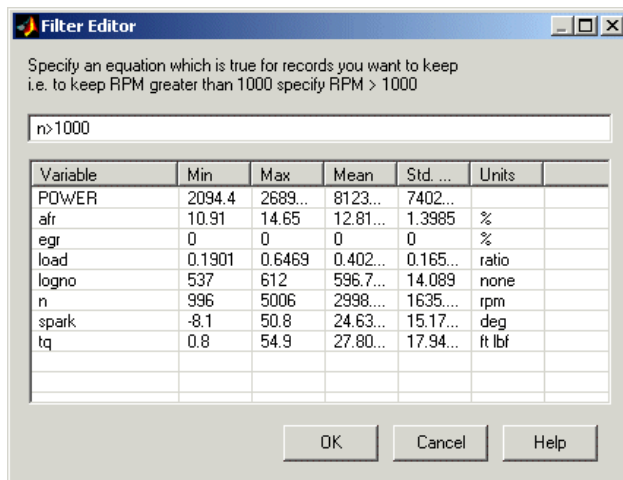 Filter Editor
Specify an equation which is true for records you want to keep
i.e. to keep RPM greater than 1000 specify RPM > 1000
n>1000
Variable Min Max Mean Std. ... Units
POWER 2094.4 2689... 8123... 7402...
afr 10.91 14.65 12.81... 1.3985 %
egr 0 0 0 0 %
load 0.1901 0.6469 0.402... 0.165... ratio
logno 537 612 596.7... 14.089 none
n 996 5006 2998.... 1635.... rpm
spark -8.1 50.8 24.63... 15.17... deg
tq 0.8 54.9 27.80... 17.94... ft lbf
OK Cancel Help